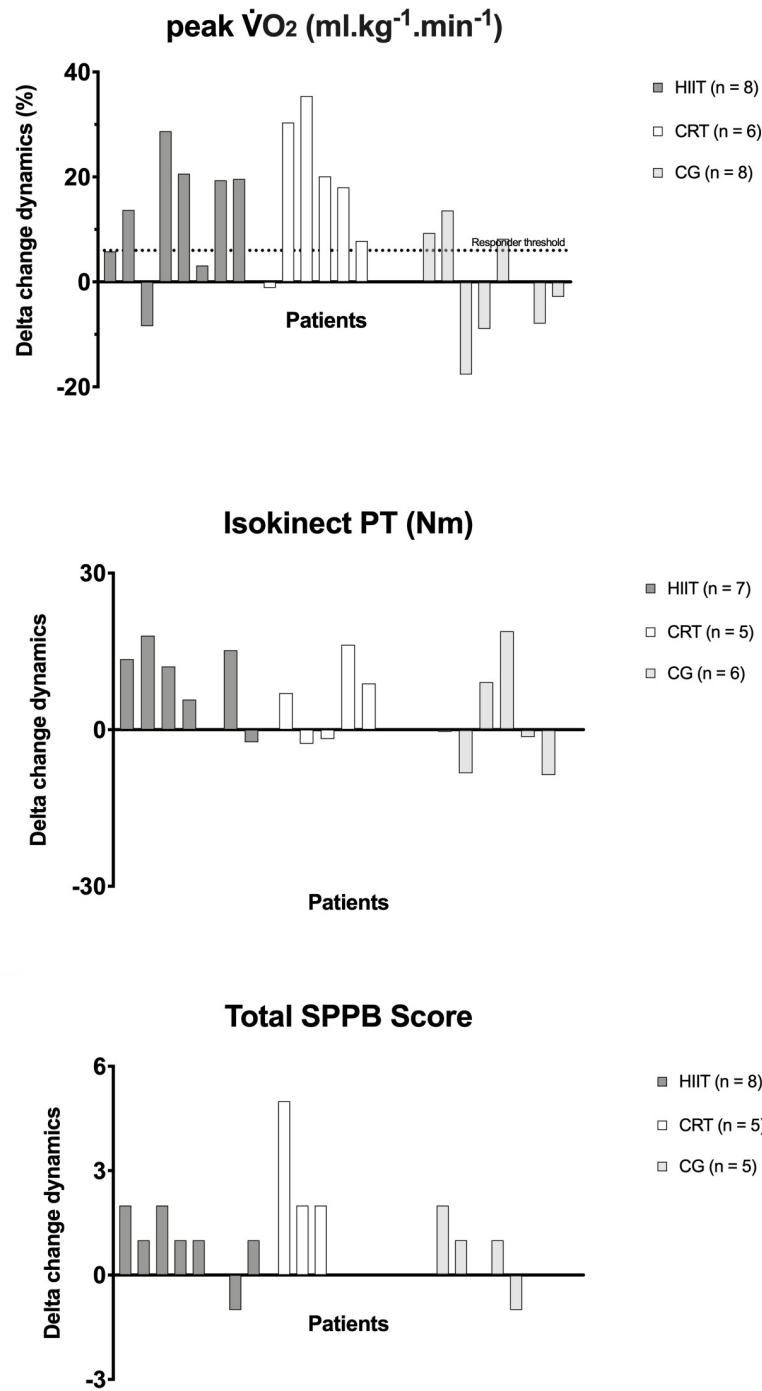 peak V̇O₂ (ml.kg⁻¹.min⁻¹)
Delta change dynamics (%)
40
20
0
-20
Responder threshold
Patients
HIIT (n = 8)
CRT (n = 6)
CG (n = 8)
Isokinect PT (Nm)
Delta change dynamics
30
0
-30
Patients
HIIT (n = 7)
CRT (n = 5)
CG (n = 6)
Total SPPB Score
Delta change dynamics
6
3
0
-3
Patients
HIIT (n = 8)
CRT (n = 5)
CG (n = 5)